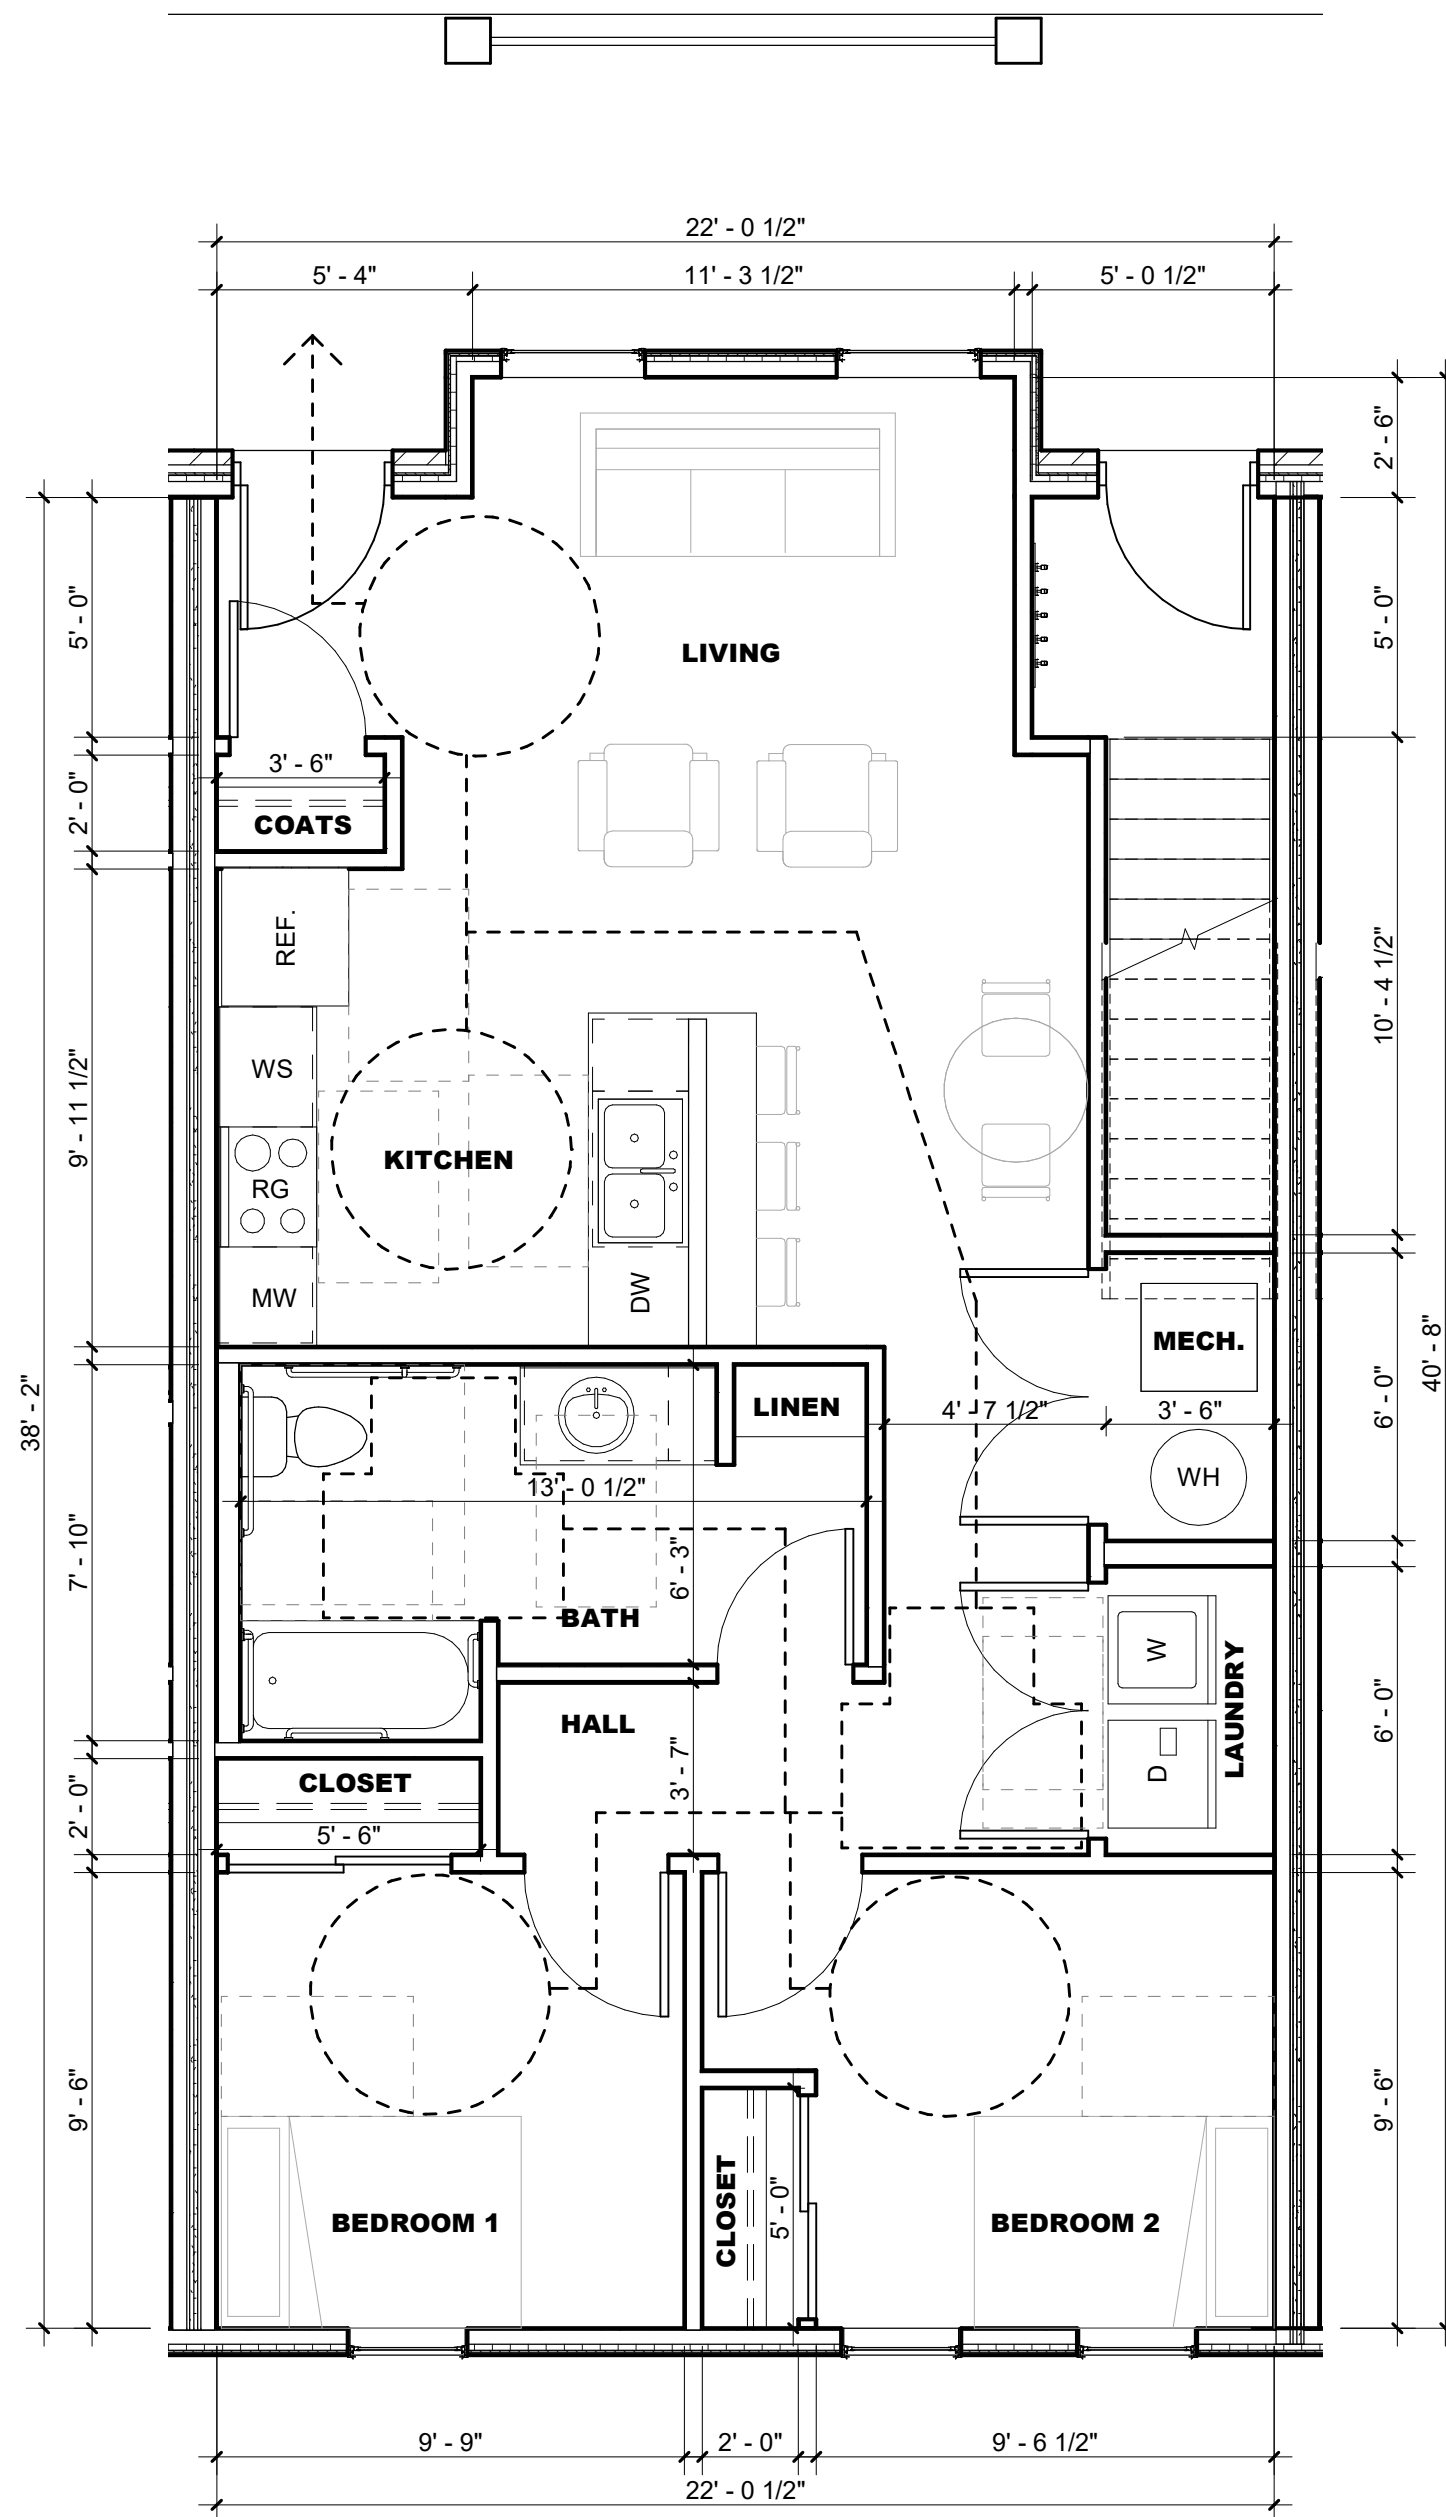 22' - 0 1/2"
5' - 4"
11' - 3 1/2"
5' - 0 1/2"
2' - 6"
5' - 0"
5' - 0"
LIVING
3' - 6"
2' - 0"
COATS
REF.
10' - 4 1/2"
WS
9' - 11 1/2"
KITCHEN
RG
MW
DW
MECH.
40' - 8"
38' - 2"
LINEN
4' - 7 1/2"
3' - 6"
6' - 0"
WH
13' - 0 1/2"
7' - 10"
6' - 3"
BATH
W
LAUNDRY
6' - 0"
HALL
3' - 7"
D
CLOSET
2' - 0"
5' - 6"
9' - 6"
9' - 6"
CLOSET
5' - 0"
BEDROOM 1
BEDROOM 2
9' - 9"
2' - 0"
9' - 6 1/2"
22' - 0 1/2"